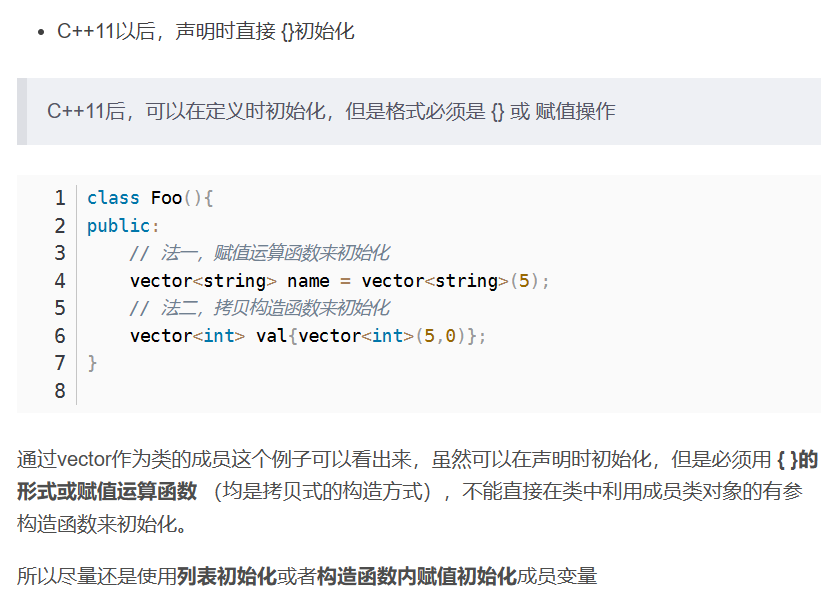 C++11以后，声明时直接 {}初始化
C++11后，可以在定义时初始化，但是格式必须是 {} 或 赋值操作
1 class Foo(){
2 public:
3 // 法一，赋值运算函数来初始化
4 vector<string> name = vector<string>(5);
5 // 法二，拷贝构造函数来初始化
6 vector<int> val{vector<int>(5,0)};
7 }
8
通过vector作为类的成员这个例子可以看出来，虽然可以在声明时初始化，但是必须用 { }的
形式或赋值运算函数 （均是拷贝式的构造方式），不能直接在类中利用成员类对象的有参
构造函数来初始化。
所以尽量还是使用列表初始化或者构造函数内赋值初始化成员变量